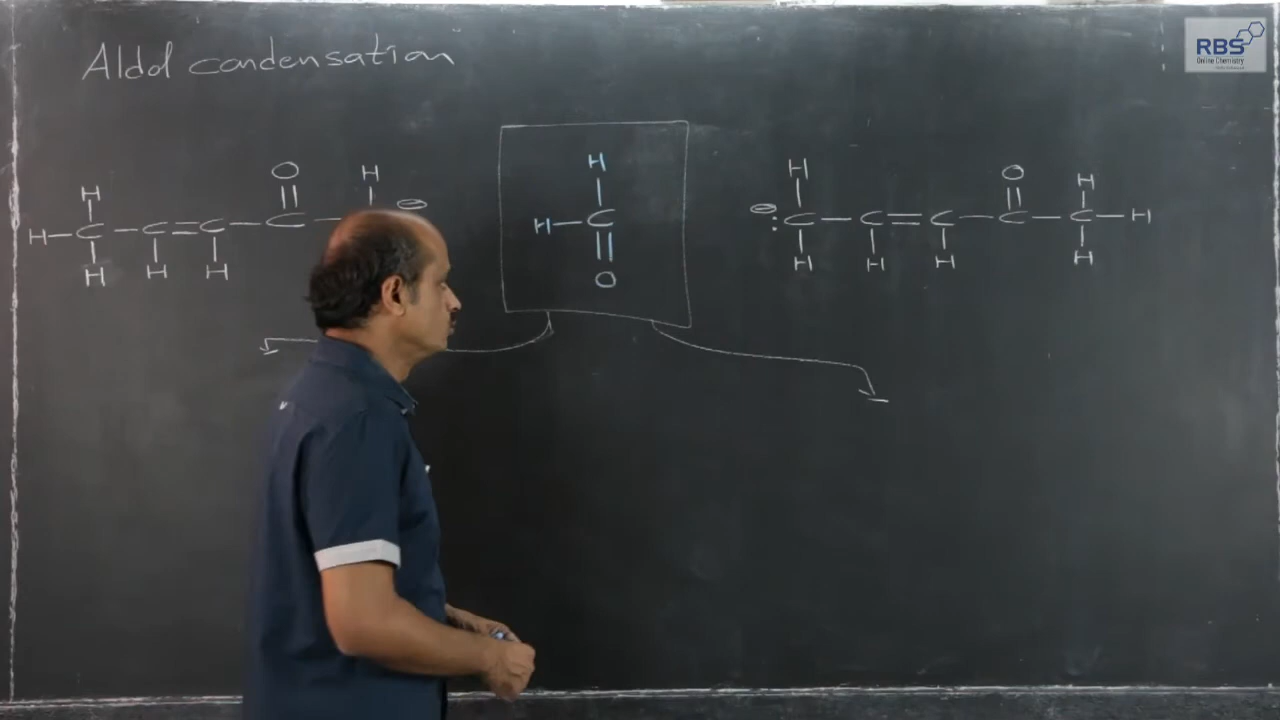 Aldol condensation
RBS
Online Chemistry
H O H ⊖
H–C–C=C–C–
H H H
H
H–C
O
⊖ H O H
:C–C=C–C–C–H
H H H H